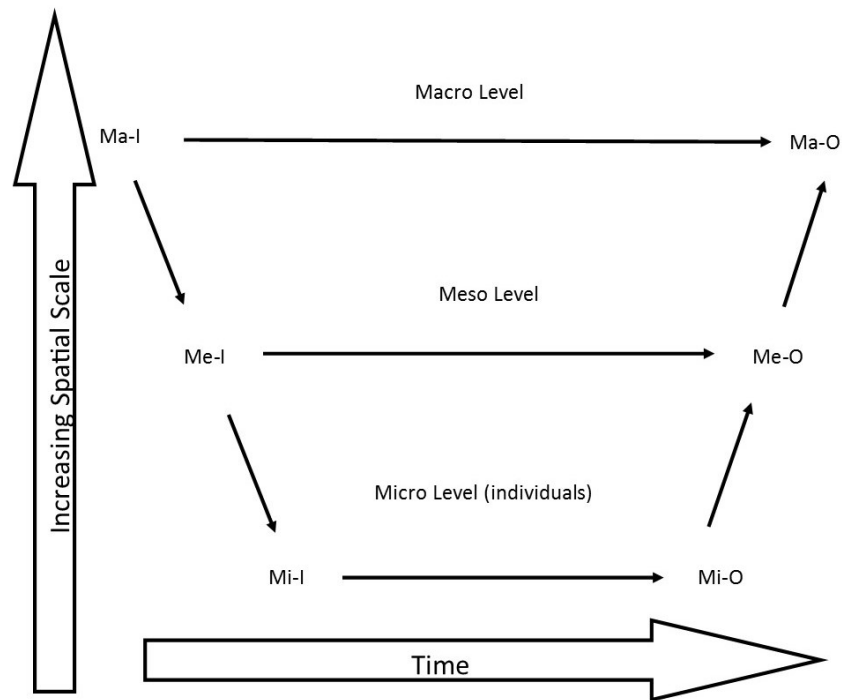 Macro Level
Ma-I
Ma-O
Meso Level
Me-I
Me-O
Increasing Spatial Scale
Micro Level (individuals)
Mi-I
Mi-O
Time